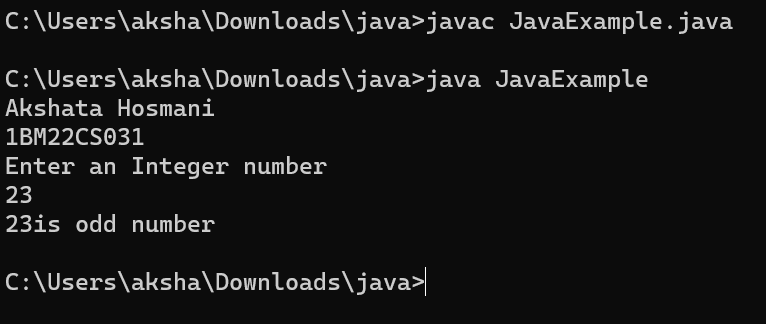 C:\Users\aksha\Downloads\java>javac JavaExample.java
C:\Users\aksha\Downloads\java>java JavaExample
Akshata Hosmani
1BM22CS031
Enter an Integer number
23
23is odd number
C:\Users\aksha\Downloads\java>